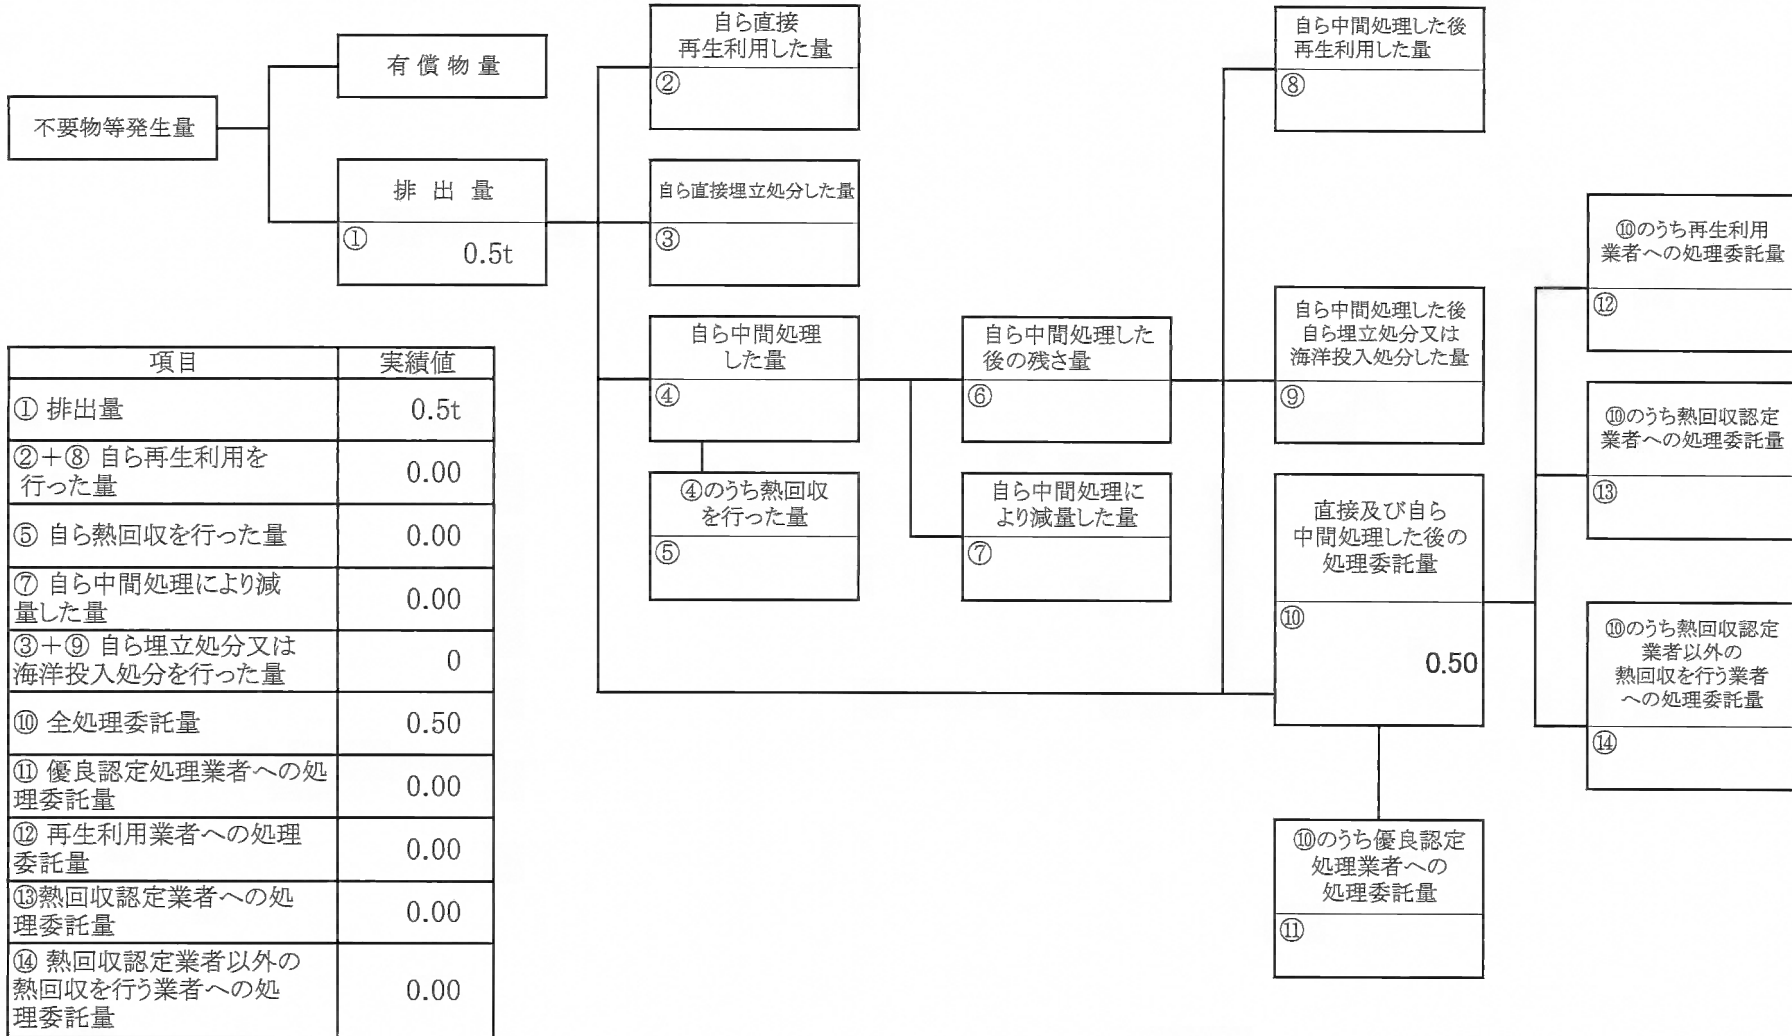 不要物等発生量
有 償 物 量
排 出 量
①
0.5t
自ら直接
再生利用した量
②
自ら直接埋立処分した量
③
自ら中間処理
した量
④
④のうち熱回収
を行った量
⑤
自ら中間処理した
後の残さ量
⑥
自ら中間処理に
より減量した量
⑦
自ら中間処理した後
再生利用した量
⑧
自ら中間処理した後
自ら埋立処分又は
海洋投入処分した量
⑨
直接及び自ら
中間処理した後の
処理委託量
⑩
0.50
⑩のうち優良認定
処理業者への
処理委託量
⑪
⑩のうち再生利用
業者への処理委託量
⑫
⑩のうち熱回収認定
業者への処理委託量
⑬
⑩のうち熱回収認定
業者以外の
熱回収を行う業者
への処理委託量
⑭
項目 実績値
① 排出量 0.5t
②+⑧ 自ら再生利用を
行った量 0.00
⑤ 自ら熱回収を行った量 0.00
⑦ 自ら中間処理により減
量した量 0.00
③+⑨ 自ら埋立処分又は
海洋投入処分を行った量 0
⑩ 全処理委託量 0.50
⑪ 優良認定処理業者への処
理委託量 0.00
⑫ 再生利用業者への処理
委託量 0.00
⑬熱回収認定業者への処
理委託量 0.00
⑭ 熱回収認定業者以外の
熱回収を行う業者への処
理委託量 0.00